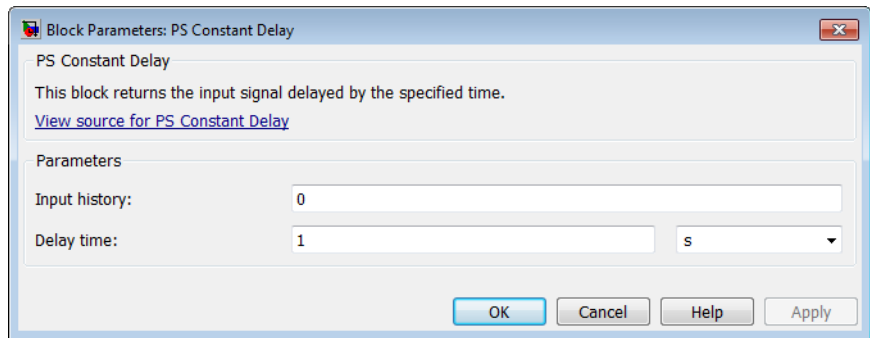 Block Parameters: PS Constant Delay
PS Constant Delay
This block returns the input signal delayed by the specified time.
View source for PS Constant Delay
Parameters
Input history: 0
Delay time: 1 s
OK Cancel Help Apply